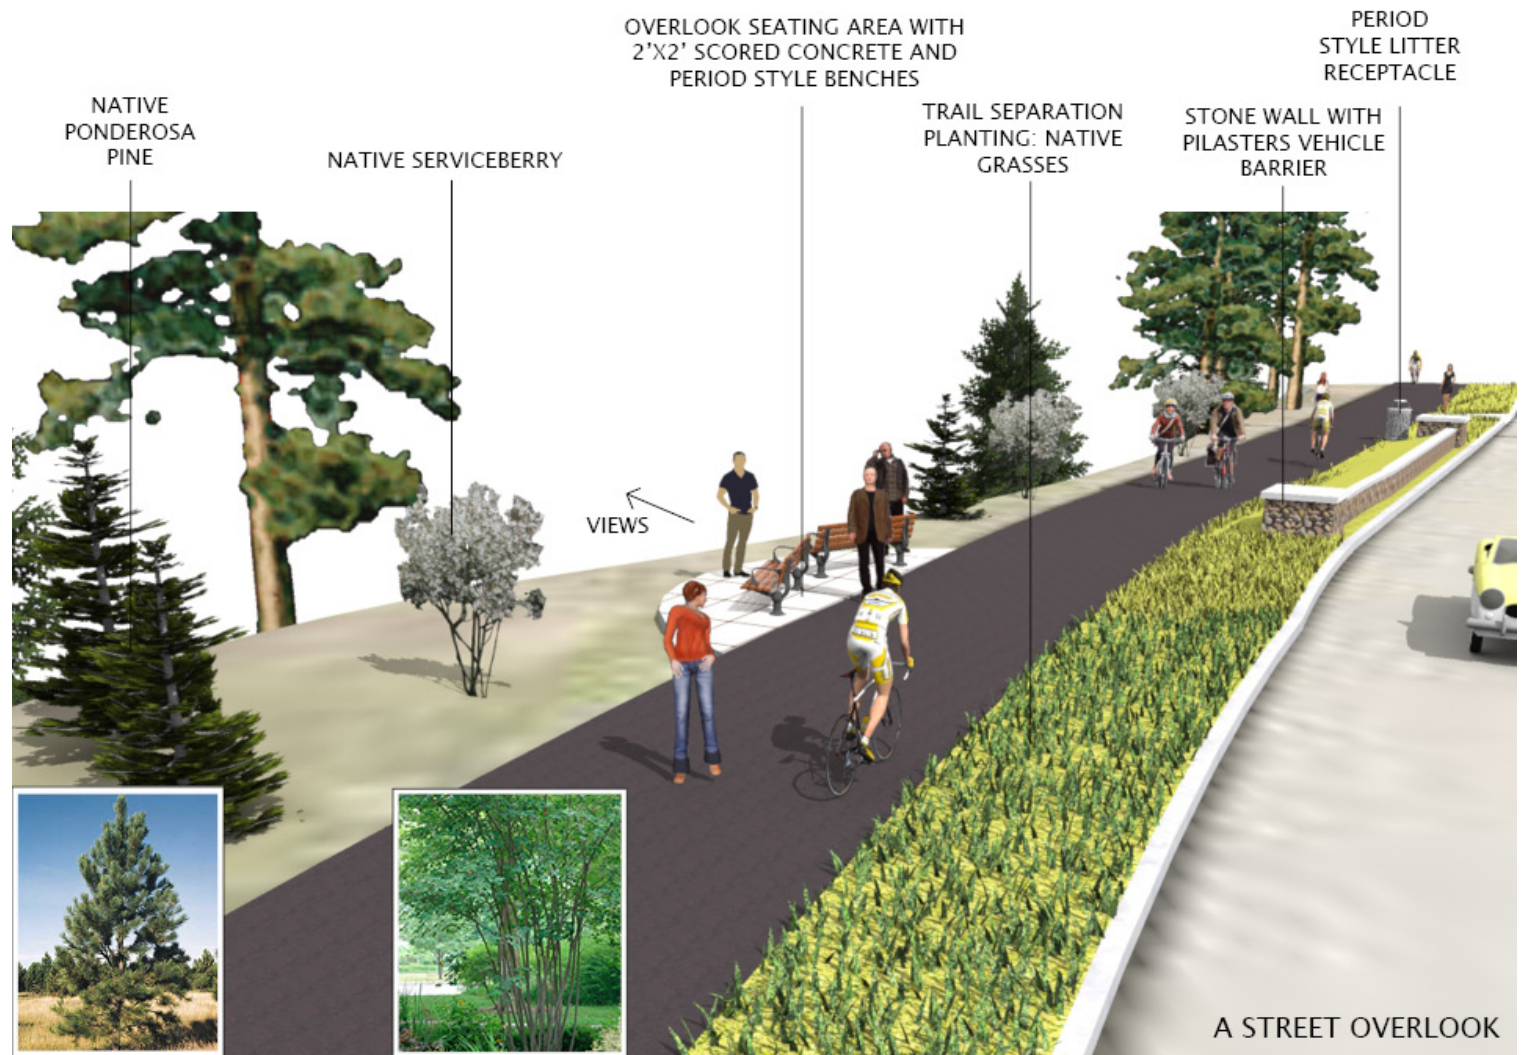 NATIVE
PONDEROSA
PINE
NATIVE SERVICEBERRY
OVERLOOK SEATING AREA WITH
2'X2' SCORED CONCRETE AND
PERIOD STYLE BENCHES
TRAIL SEPARATION
PLANTING: NATIVE
GRASSES
STONE WALL WITH
PILASTERS VEHICLE
BARRIER
PERIOD
STYLE LITTER
RECEPTACLE
VIEWS
A STREET OVERLOOK